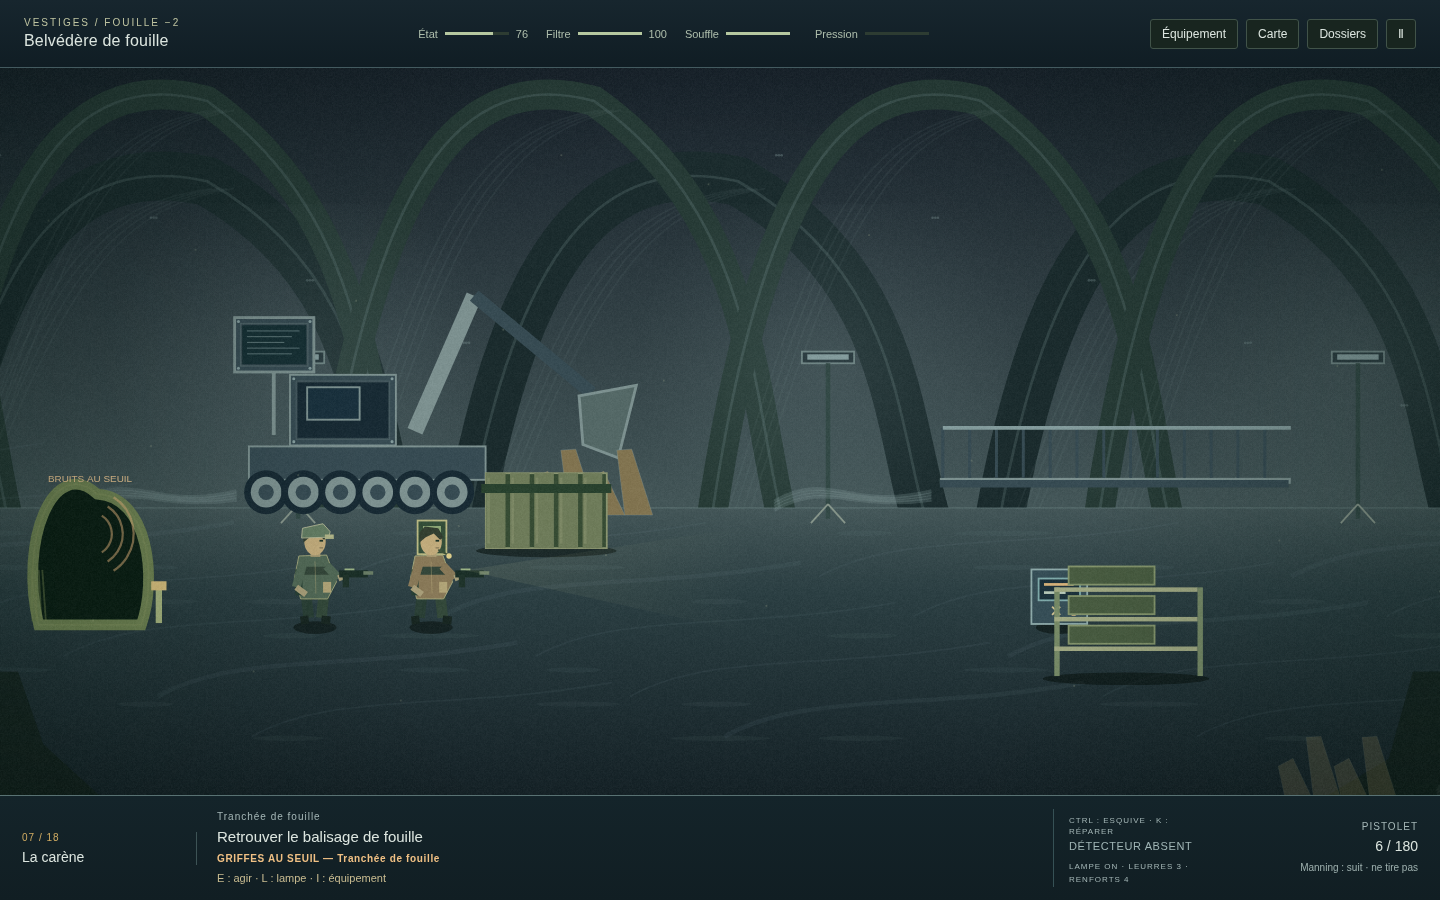 VESTIGES / FOUILLE −2
Belvédère de fouille
État 76 Filtre 100 Souffle Pression
Équipement Carte Dossiers II
BRUITS AU SEUIL
07 / 18
La carène
Tranchée de fouille
Retrouver le balisage de fouille
GRIFFES AU SEUIL — Tranchée de fouille
E : agir · L : lampe · I : équipement
CTRL : ESQUIVE · K :
RÉPARER
DÉTECTEUR ABSENT
LAMPE ON · LEURRES 3 ·
RENFORTS 4
PISTOLET
6 / 180
Manning : suit · ne tire pas